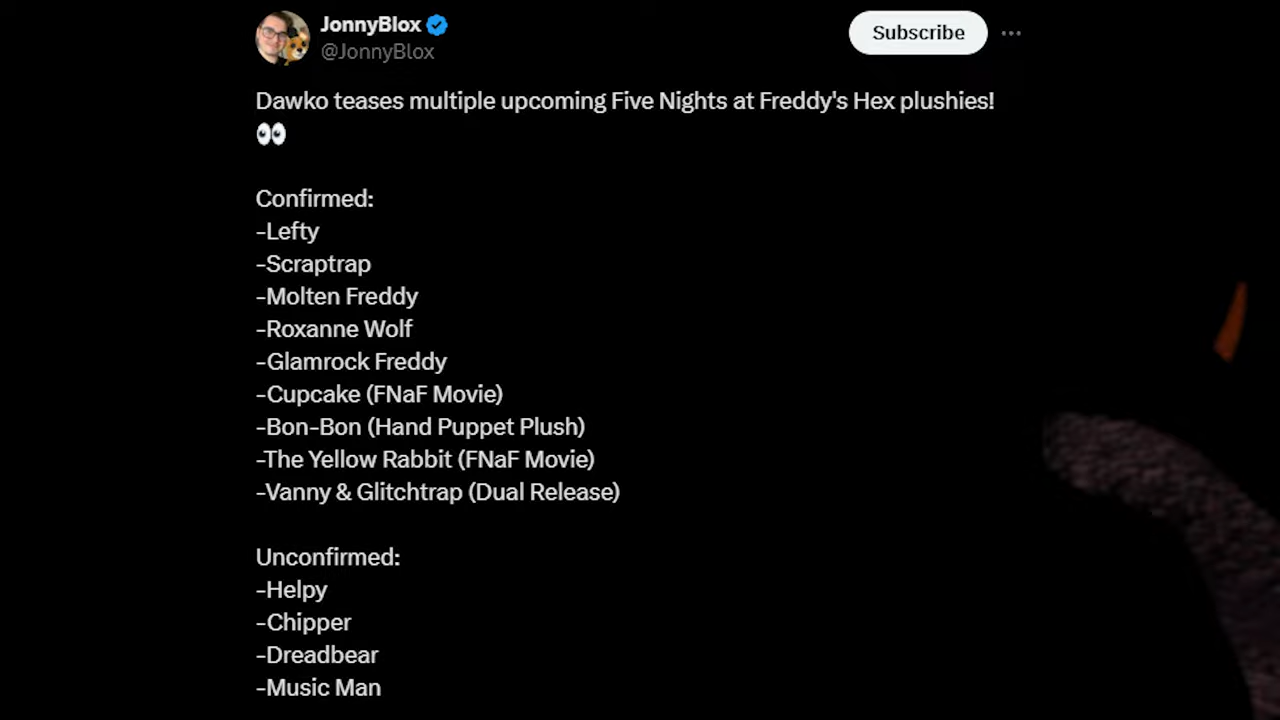 JonnyBlox
@JonnyBlox
Subscribe
Dawko teases multiple upcoming Five Nights at Freddy's Hex plushies!
👀
Confirmed:
-Lefty
-Scraptrap
-Molten Freddy
-Roxanne Wolf
-Glamrock Freddy
-Cupcake (FNaF Movie)
-Bon-Bon (Hand Puppet Plush)
-The Yellow Rabbit (FNaF Movie)
-Vanny & Glitchtrap (Dual Release)
Unconfirmed:
-Helpy
-Chipper
-Dreadbear
-Music Man